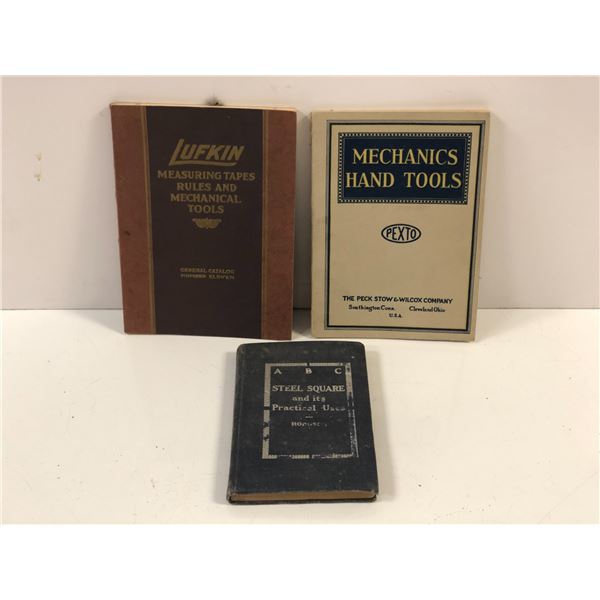 LUFKIN
MEASURING TAPES
RULES AND
MECHANICAL
TOOLS
GENERAL CATALOG
NUMBER ELEVEN
MECHANICS
HAND TOOLS
PEXTO
THE PECK STOW & WILCOX COMPANY
Southington Conn. Cleveland Ohio
U.S.A.
A B C
STEEL SQUARE
and its
Practical Uses